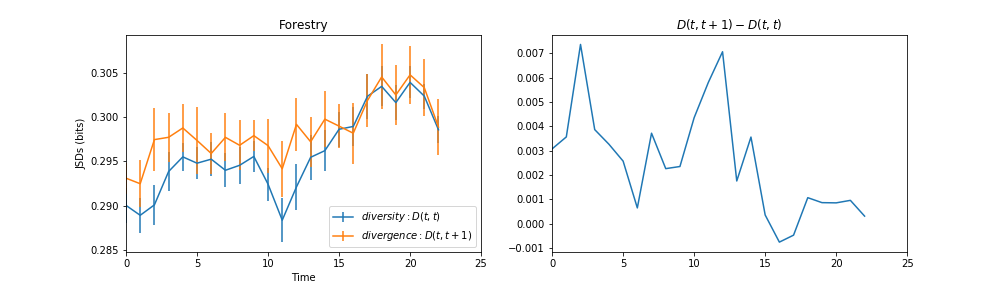 Forestry
JSDs (bits)
0.305
0.300
0.295
0.290
0.285
0 5 10 15 20 25
Time
diversity : D(t, t)
divergence : D(t, t + 1)
D(t, t + 1) − D(t, t)
0.007
0.006
0.005
0.004
0.003
0.002
0.001
0.000
−0.001
0 5 10 15 20 25